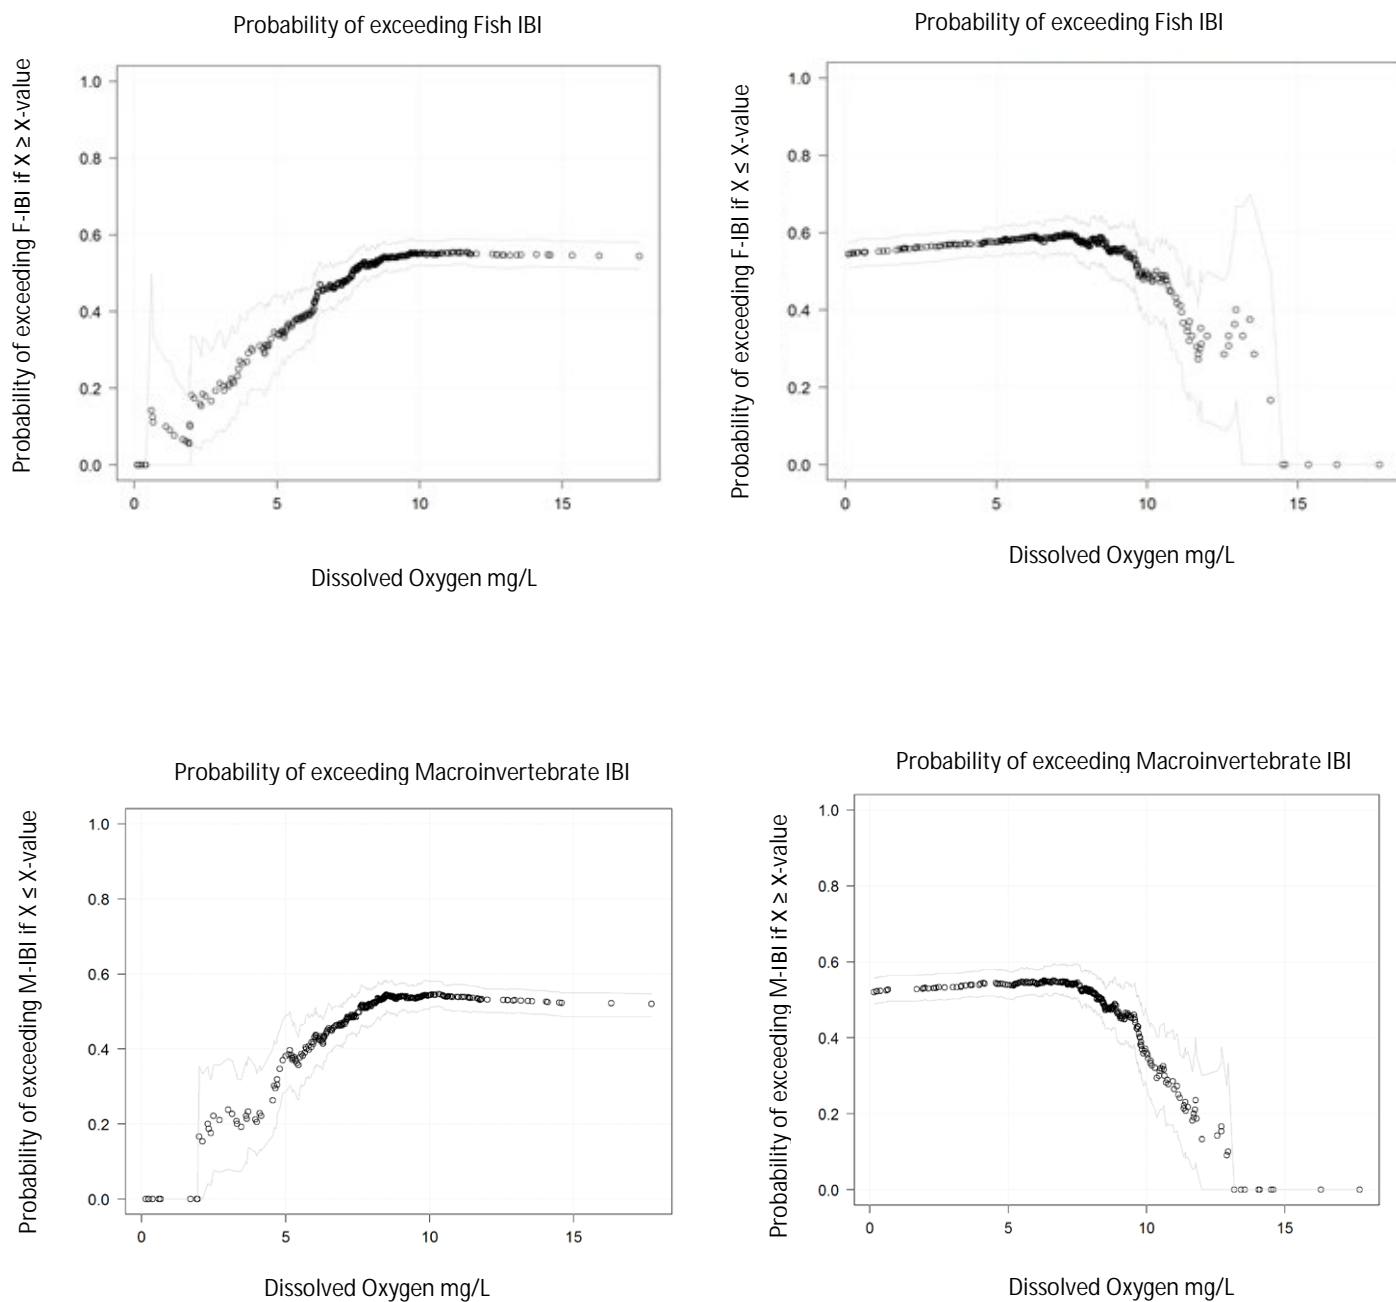 Probability of exceeding Fish IBI
Probability of exceeding F-IBI if X ≥ X-value
1.0
0.8
0.6
0.4
0.2
0.0
0 5 10 15
Dissolved Oxygen mg/L
Probability of exceeding Fish IBI
Probability of exceeding F-IBI if X ≤ X-value
1.0
0.8
0.6
0.4
0.2
0.0
0 5 10 15
Dissolved Oxygen mg/L
Probability of exceeding Macroinvertebrate IBI
Probability of exceeding M-IBI if X ≤ X-value
1.0
0.8
0.6
0.4
0.2
0.0
0 5 10 15
Dissolved Oxygen mg/L
Probability of exceeding Macroinvertebrate IBI
Probability of exceeding M-IBI if X ≥ X-value
1.0
0.8
0.6
0.4
0.2
0.0
0 5 10 15
Dissolved Oxygen mg/L